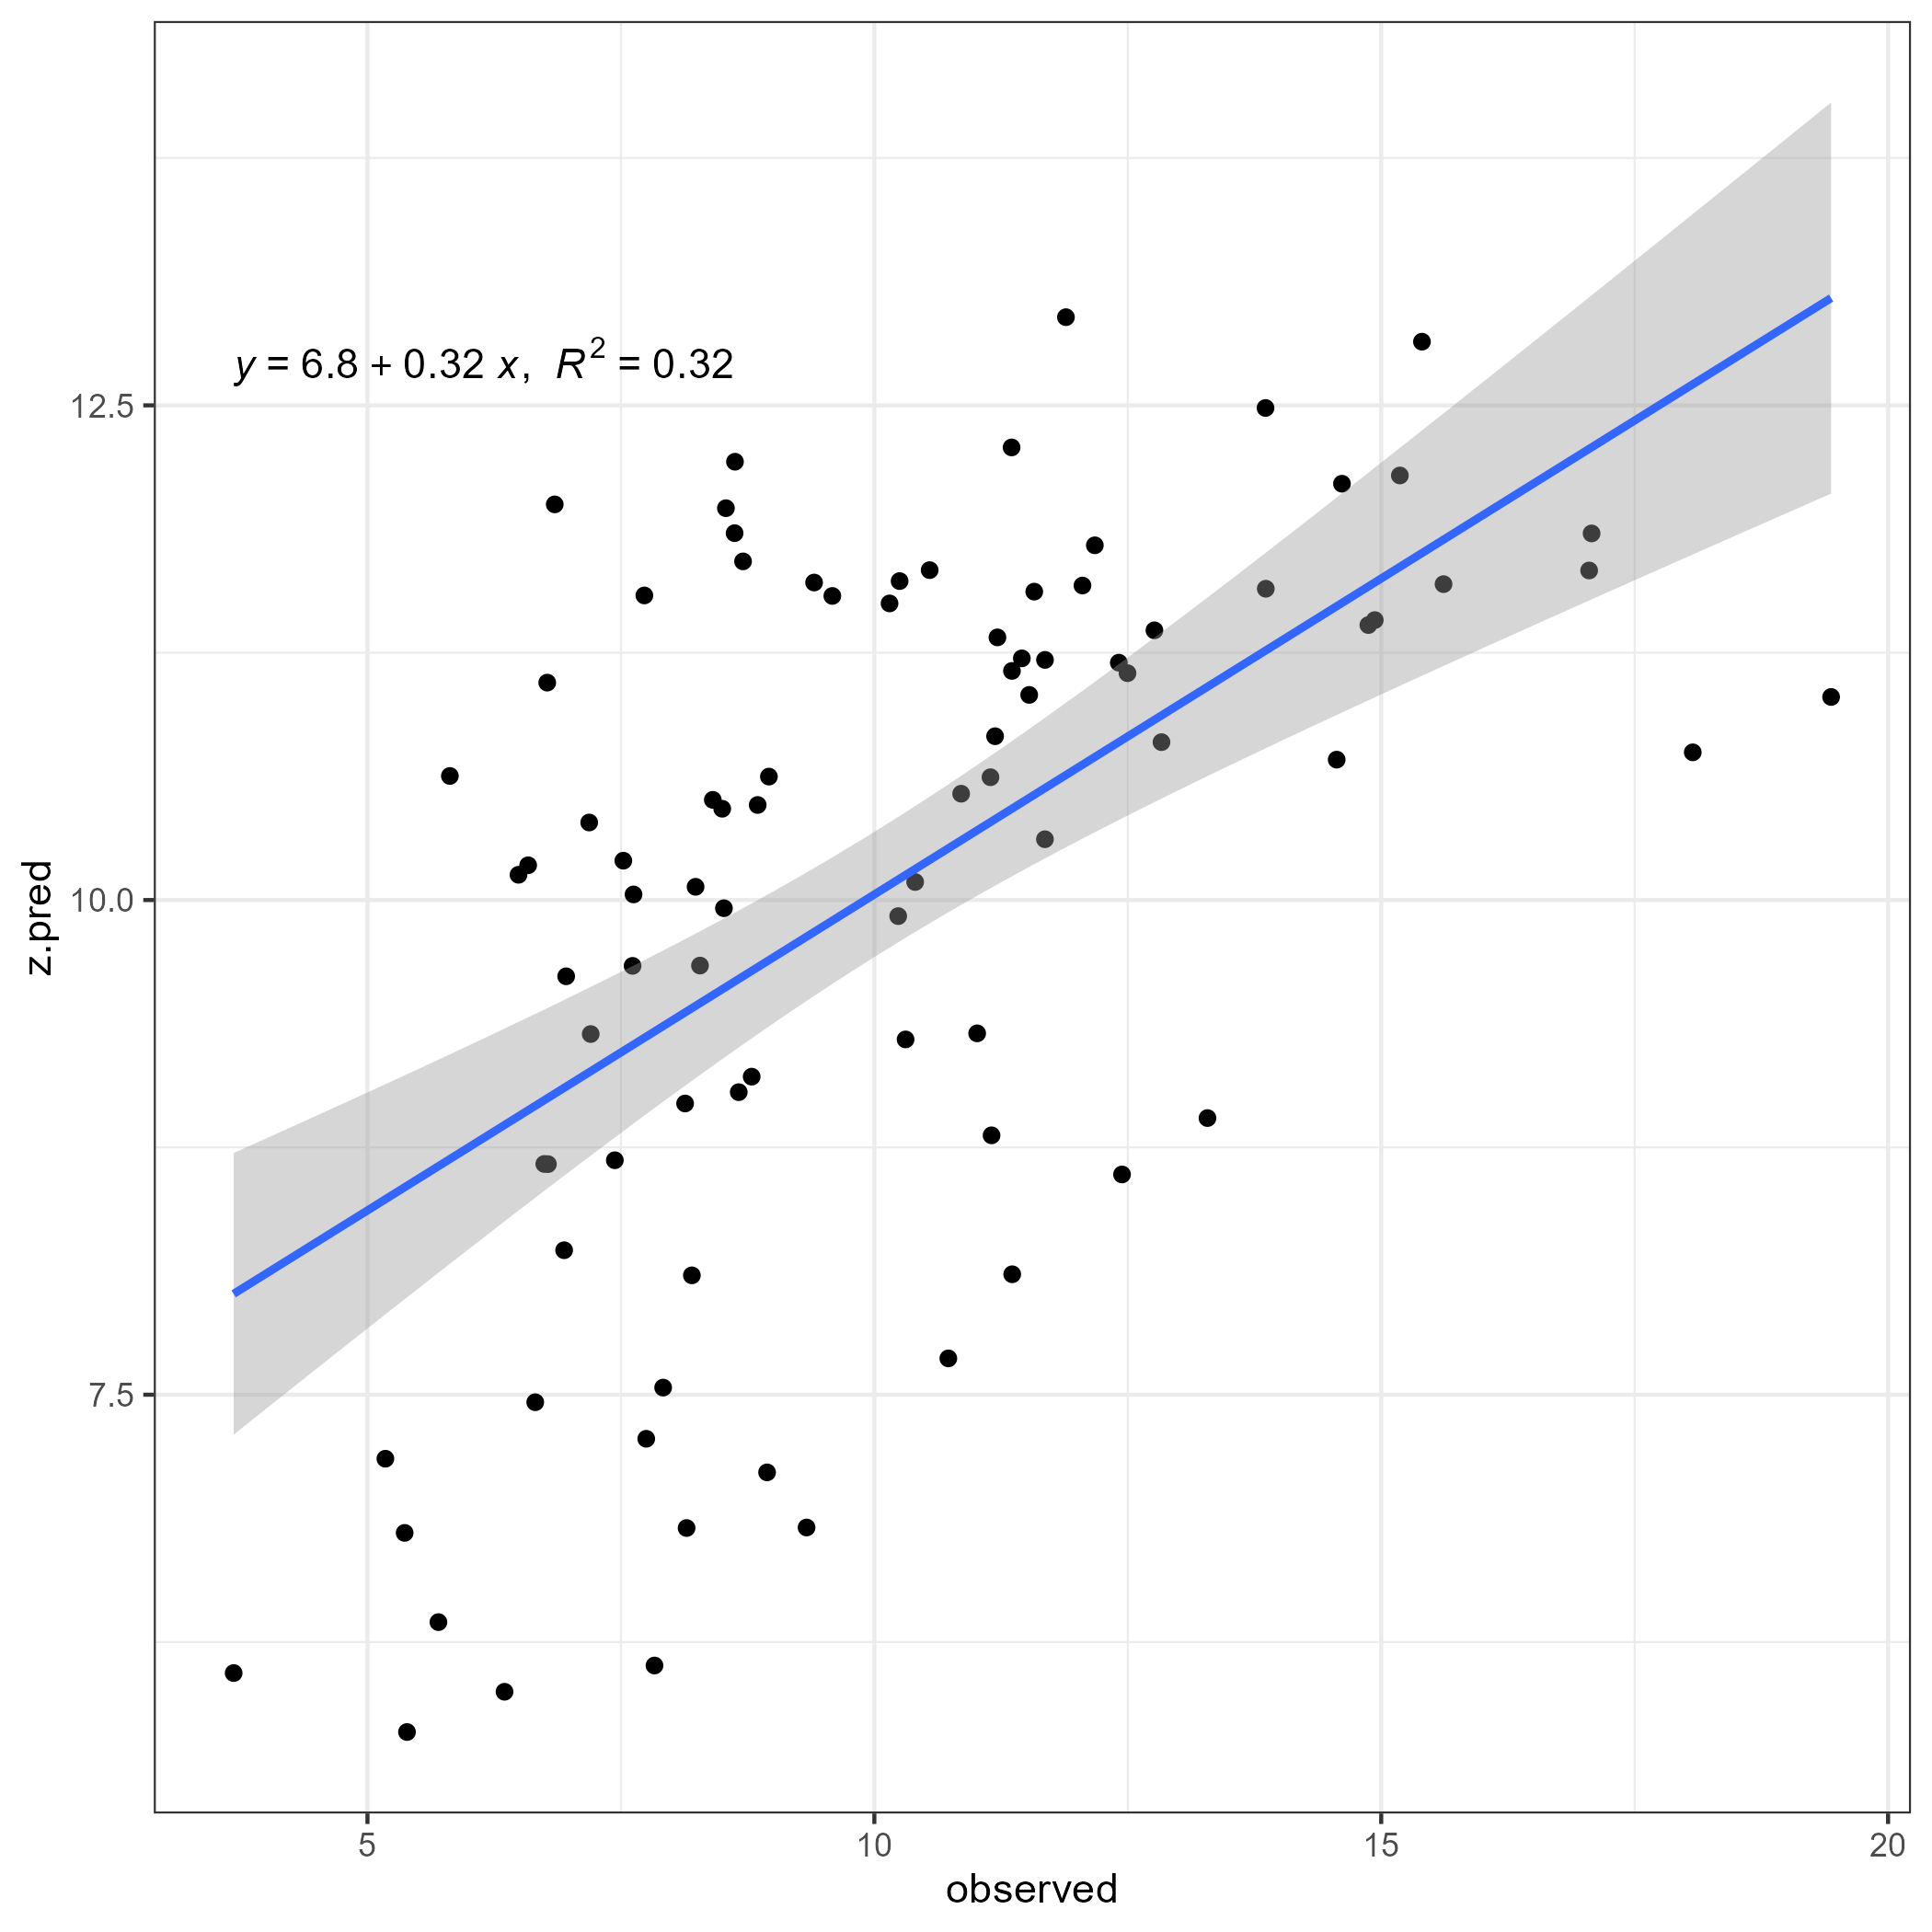 y = 6.8 + 0.32 x, R² = 0.32
12.5
10.0
7.5
z.pred
5 10 15 20
observed